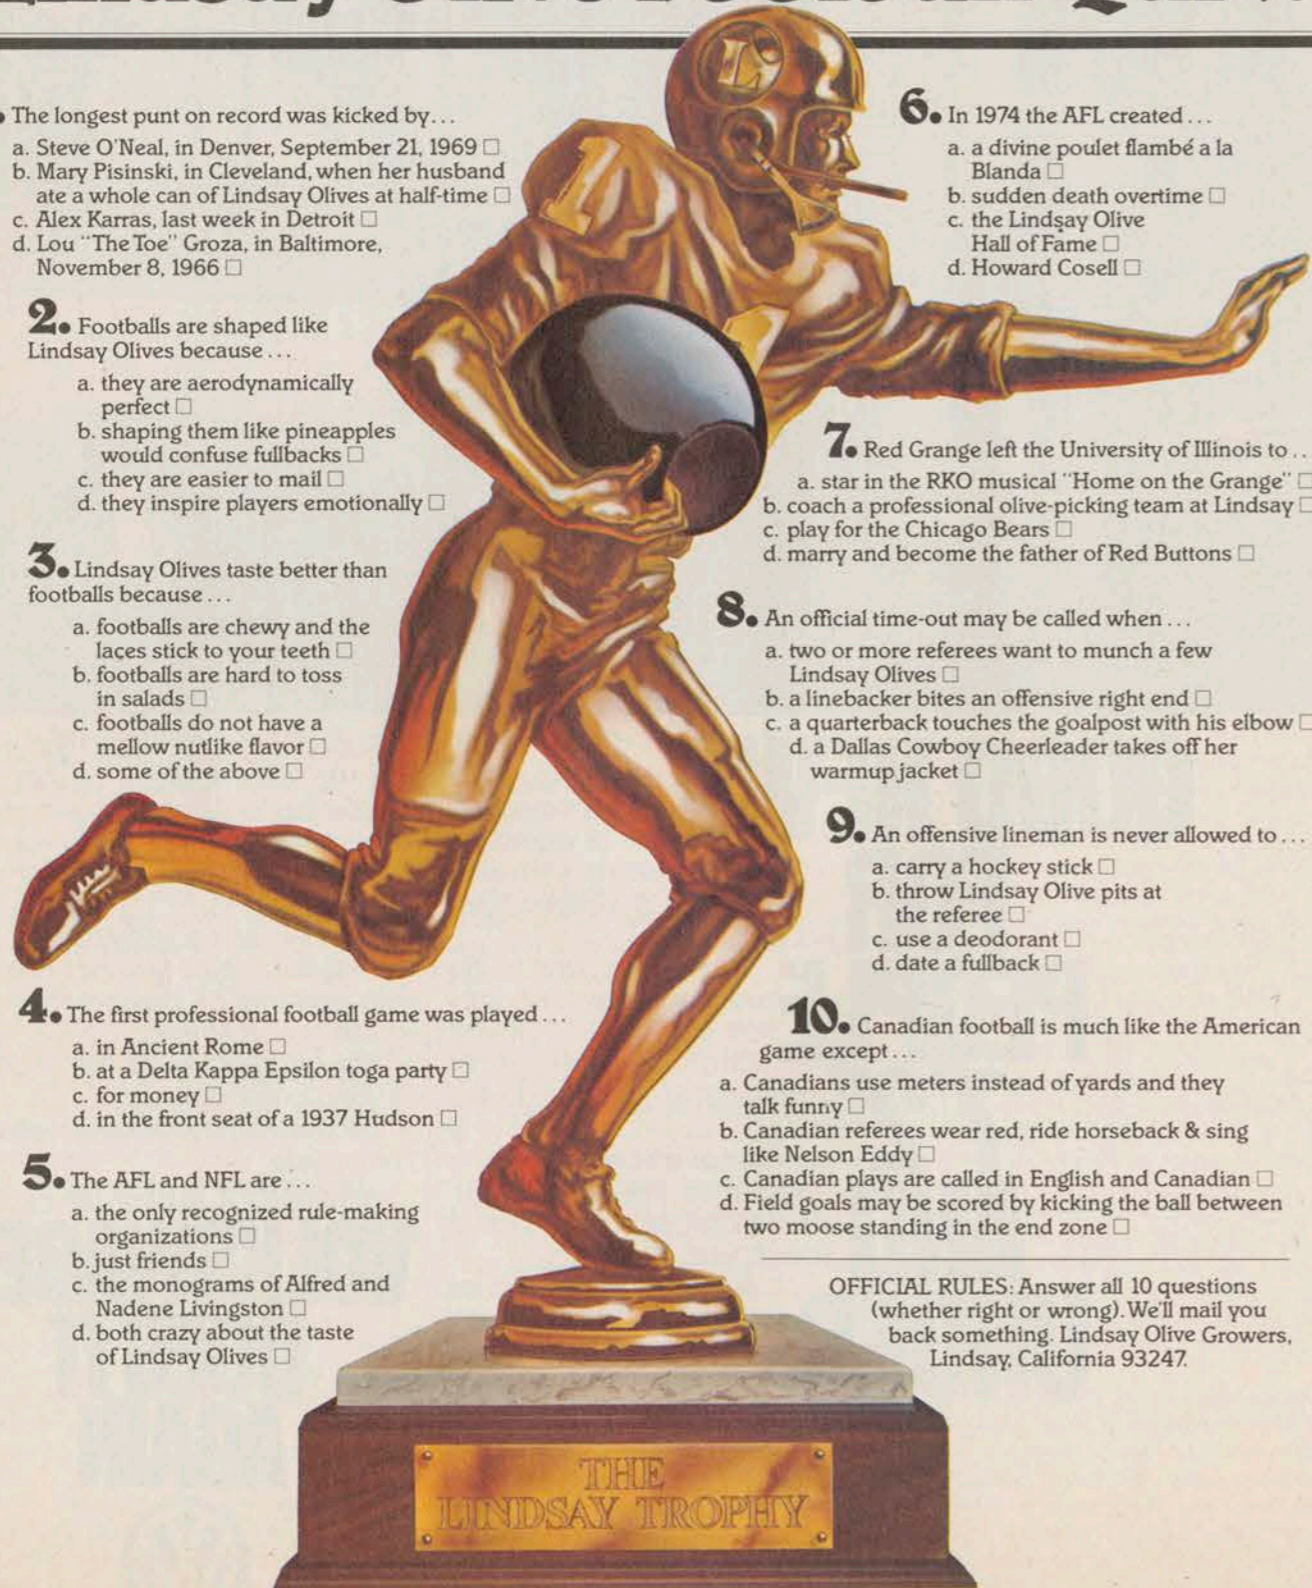 Lindsay Olive Football Quiz
The longest punt on record was kicked by...
a. Steve O'Neal, in Denver, September 21, 1969 □
b. Mary Pisinski, in Cleveland, when her husband
ate a whole can of Lindsay Olives at half-time □
c. Alex Karras, last week in Detroit □
d. Lou "The Toe" Groza, in Baltimore,
November 8, 1966 □
2. Footballs are shaped like
Lindsay Olives because...
a. they are aerodynamically
perfect □
b. shaping them like pineapples
would confuse fullbacks □
c. they are easier to mail □
d. they inspire players emotionally □
3. Lindsay Olives taste better than
footballs because...
a. footballs are chewy and the
laces stick to your teeth □
b. footballs are hard to toss
in salads □
c. footballs do not have a
mellow nutlike flavor □
d. some of the above □
4. The first professional football game was played...
a. in Ancient Rome □
b. at a Delta Kappa Epsilon toga party □
c. for money □
d. in the front seat of a 1937 Hudson □
5. The AFL and NFL are...
a. the only recognized rule-making
organizations □
b. just friends □
c. the monograms of Alfred and
Nadene Livingston □
d. both crazy about the taste
of Lindsay Olives □
6. In 1974 the AFL created...
a. a divine poulet flambé a la
Blanda □
b. sudden death overtime □
c. the Lindsay Olive
Hall of Fame □
d. Howard Cosell □
7. Red Grange left the University of Illinois to..
a. star in the RKO musical "Home on the Grange" □
b. coach a professional olive-picking team at Lindsay □
c. play for the Chicago Bears □
d. marry and become the father of Red Buttons □
8. An official time-out may be called when...
a. two or more referees want to munch a few
Lindsay Olives □
b. a linebacker bites an offensive right end □
c. a quarterback touches the goalpost with his elbow □
d. a Dallas Cowboy Cheerleader takes off her
warmup jacket □
9. An offensive lineman is never allowed to...
a. carry a hockey stick □
b. throw Lindsay Olive pits at
the referee □
c. use a deodorant □
d. date a fullback □
10. Canadian football is much like the American
game except...
a. Canadians use meters instead of yards and they
talk funny □
b. Canadian referees wear red, ride horseback & sing
like Nelson Eddy □
c. Canadian plays are called in English and Canadian □
d. Field goals may be scored by kicking the ball between
two moose standing in the end zone □
OFFICIAL RULES: Answer all 10 questions
(whether right or wrong). We'll mail you
back something. Lindsay Olive Growers,
Lindsay, California 93247.
L
1
THE
LINDSAY TROPHY